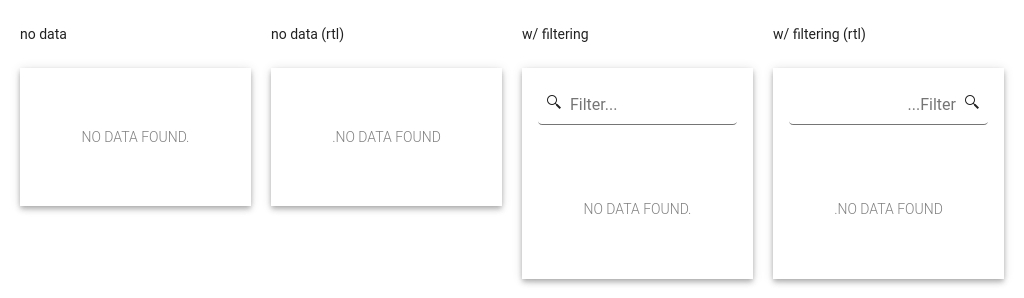 no data
no data (rtl)
w/ filtering
w/ filtering (rtl)
NO DATA FOUND.
.NO DATA FOUND
Filter...
...Filter
NO DATA FOUND.
.NO DATA FOUND